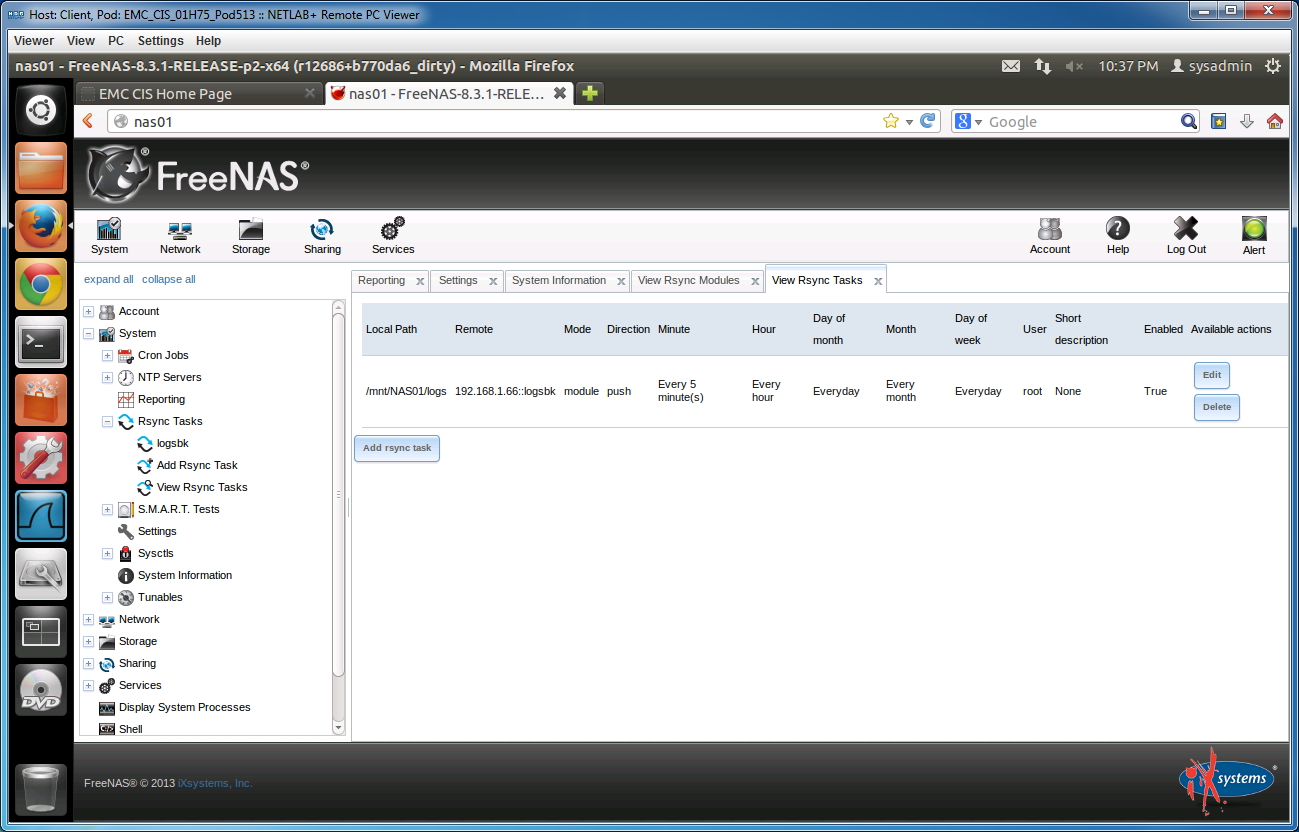 Host: Client, Pod: EMC_CIS_01H75_Pod513 :: NETLAB+ Remote PC Viewer
Viewer View PC Settings Help
nas01 - FreeNAS-8.3.1-RELEASE-p2-x64 (r12686+b770da6_dirty) - Mozilla Firefox
10:37 PM sysadmin
EMC CIS Home Page
nas01 - FreeNAS-8.3.1-RELE...
nas01
Google
FreeNAS®
System Network Storage Sharing Services
Account Help Log Out Alert
expand all collapse all
Account
System
Cron Jobs
NTP Servers
Reporting
Rsync Tasks
logsbk
Add Rsync Task
View Rsync Tasks
S.M.A.R.T. Tests
Settings
Sysctls
System Information
Tunables
Network
Storage
Sharing
Services
Display System Processes
Shell
Reporting x Settings x System Information x View Rsync Modules x View Rsync Tasks x
Local Path Remote Mode Direction Minute Hour Day of month Month Day of week User Short description Enabled Available actions
/mnt/NAS01/logs 192.168.1.66::logsbk module push Every 5 minute(s) Every hour Everyday Every month Everyday root None True
Edit
Delete
Add rsync task
DVD
FreeNAS® © 2013 iXsystems, Inc.
iXsystems®